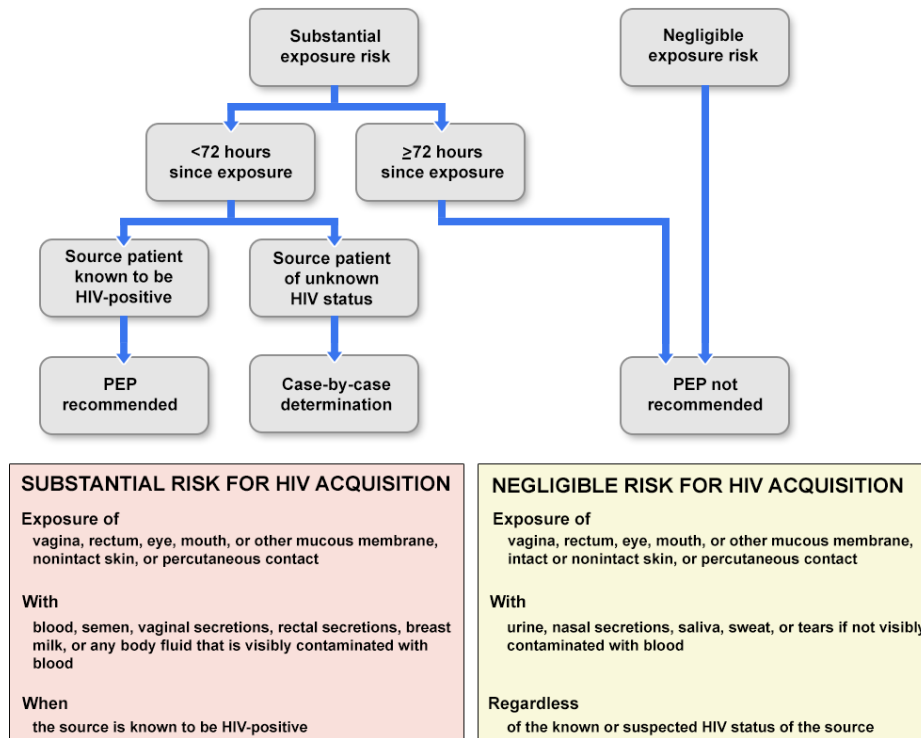 Substantial
exposure risk
Negligible
exposure risk
<72 hours
since exposure
≥72 hours
since exposure
Source patient
known to be
HIV-positive
Source patient
of unknown
HIV status
PEP
recommended
Case-by-case
determination
PEP not
recommended
SUBSTANTIAL RISK FOR HIV ACQUISITION
Exposure of
vagina, rectum, eye, mouth, or other mucous membrane,
nonintact skin, or percutaneous contact
With
blood, semen, vaginal secretions, rectal secretions, breast
milk, or any body fluid that is visibly contaminated with
blood
When
the source is known to be HIV-positive
NEGLIGIBLE RISK FOR HIV ACQUISITION
Exposure of
vagina, rectum, eye, mouth, or other mucous membrane,
intact or nonintact skin, or percutaneous contact
With
urine, nasal secretions, saliva, sweat, or tears if not visibly
contaminated with blood
Regardless
of the known or suspected HIV status of the source